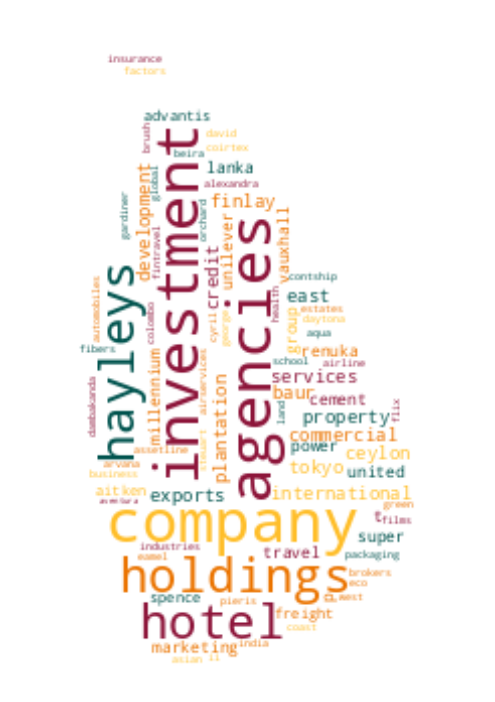 insurance
factors
advantis
brush
david
coirtex
beira
investment
lanka
global
development
alexandra
gardiner
orchard
finlay
unilever
vauxhall
fintravel
agencies
credit
hayleys
contship
health
east
automobiles
colombo
cyril
george
group
estates
daytona
aqua
fibers
millennium
airservices
renuka
school
airline
plantation
services
dambakanda
baur
cement
land
flix
property
stewart
commercial
power
assetline
ceylon
arvana
tokyo
business
united
aitken
exports
international
aventura
green
company
t
films
super
industries
travel
packaging
eamel
holdings
brokers
eco
spence
pieris
west
hotel
freight
coast
marketing
india
asian
ii